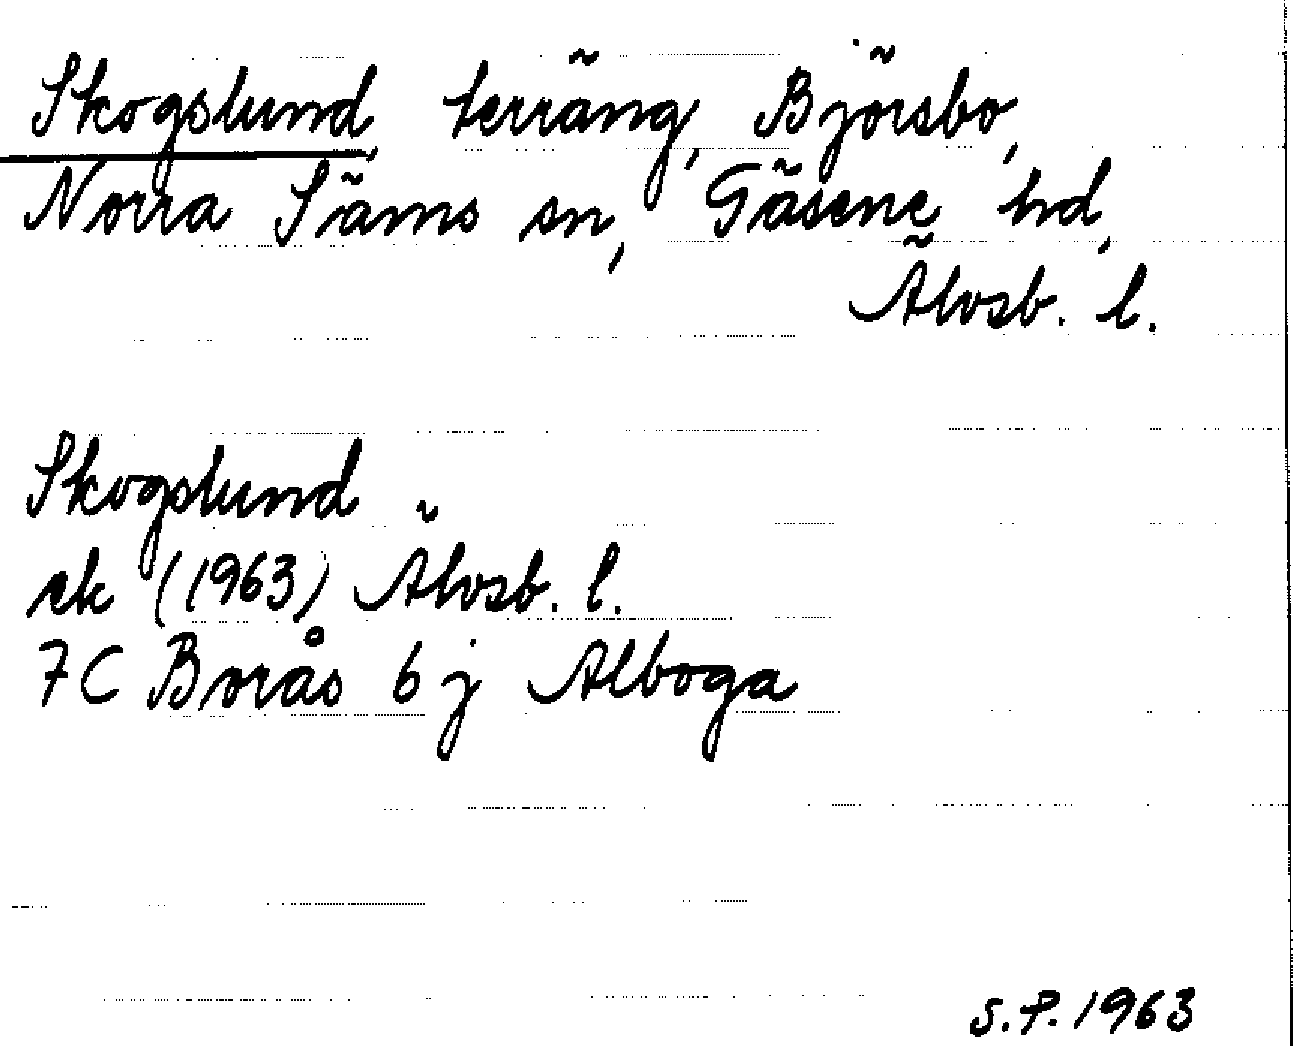 Skogslund, terräng, Björsbo,
Norra Säms sn, Gäsene hd,
Älvsb. l.
Skogslund
ek (1963) Älvsb. l.
7C Borås 6 j Alboga
S.P. 1963